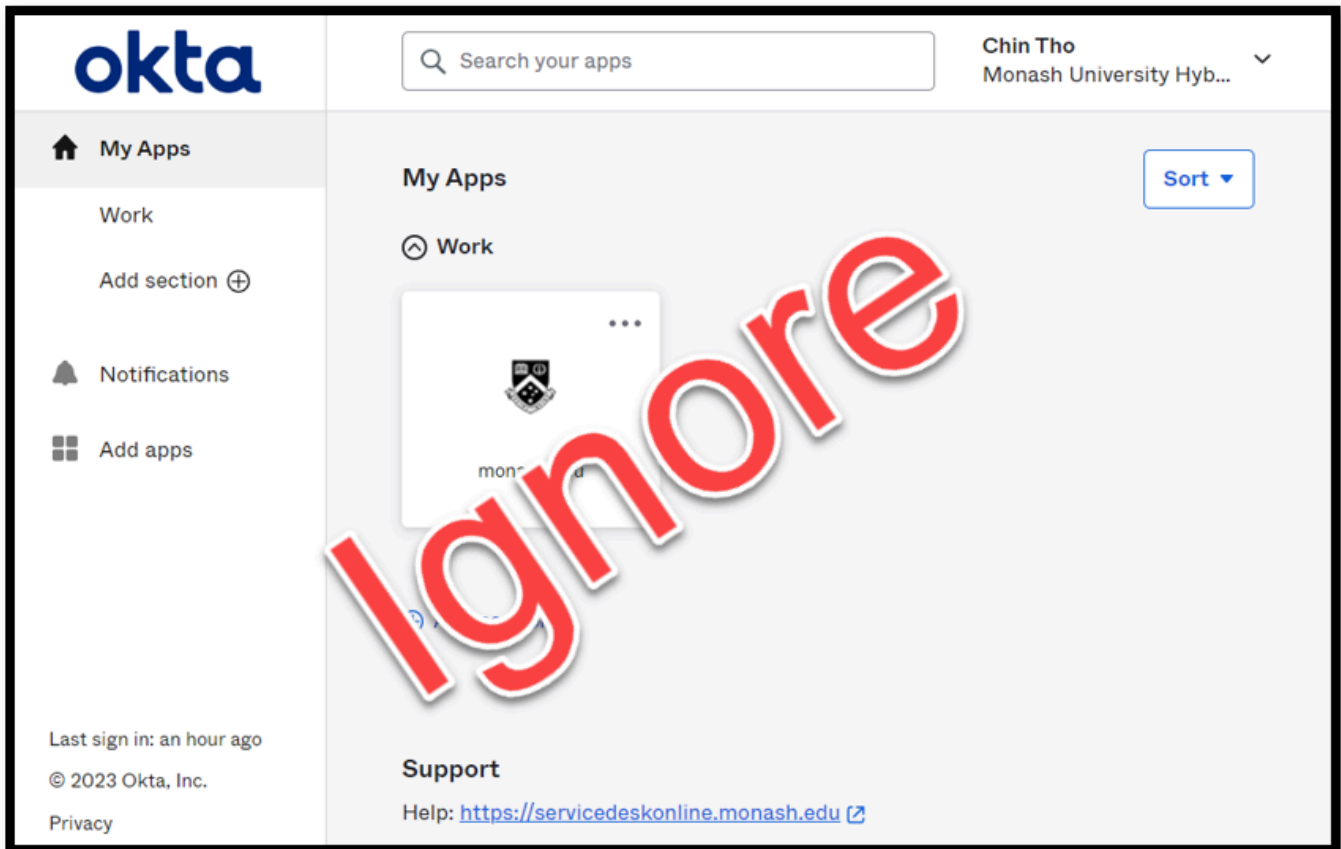 okta
Search your apps
Chin Tho
Monash University Hyb...
My Apps
Work
Add section
Notifications
Add apps
Last sign in: an hour ago
© 2023 Okta, Inc.
Privacy
My Apps
Sort
Work
Ignore
Support
Help: https://servicedeskonline.monash.edu